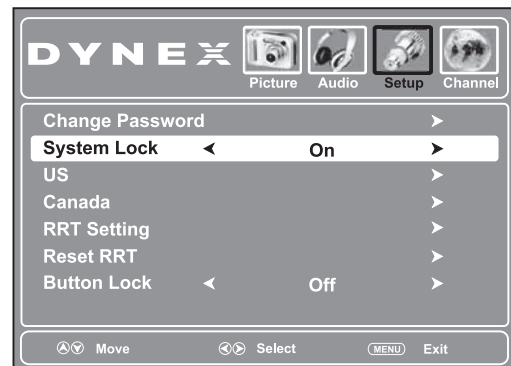 DYNEX
Picture Audio Setup Channel
Change Password
System Lock On
US
Canada
RRT Setting
Reset RRT
Button Lock Off
Move Select MENU Exit